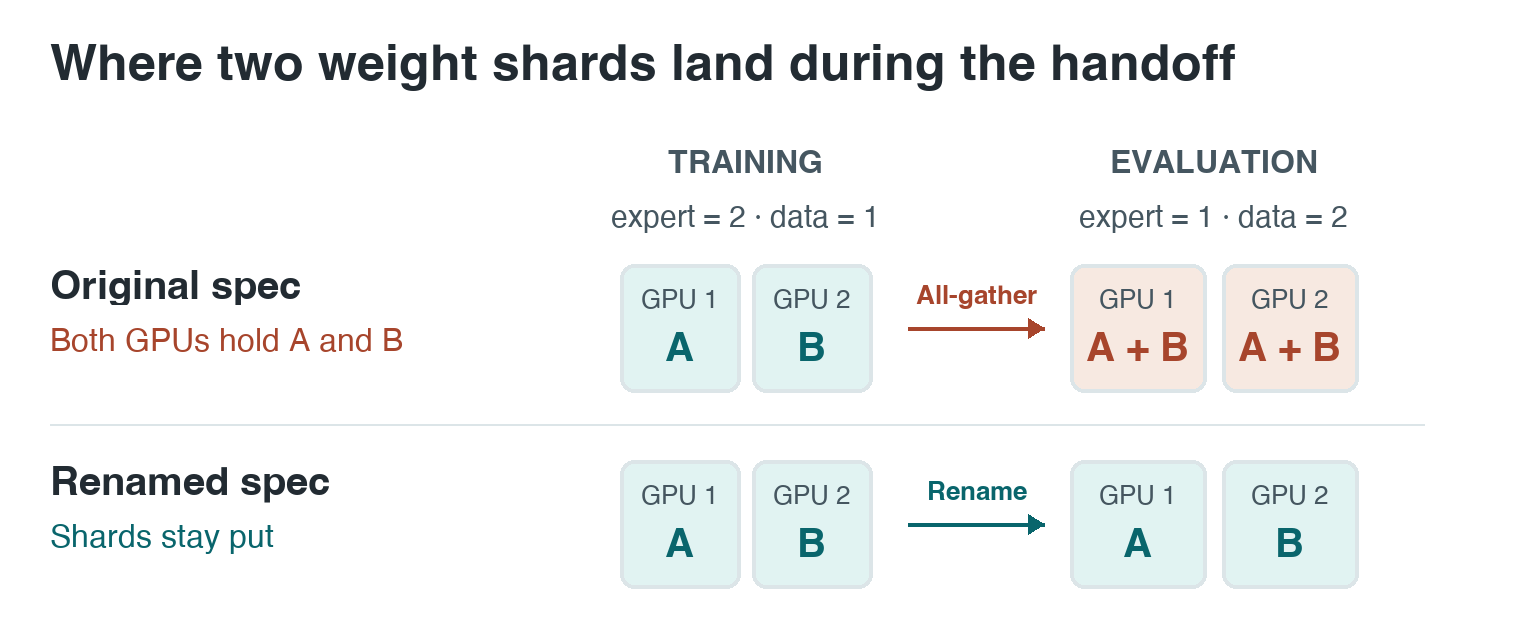 Where two weight shards land during the handoff
TRAINING
EVALUATION
expert = 2 · data = 1
expert = 1 · data = 2
Original spec
Both GPUs hold A and B
GPU 1
A
GPU 2
B
All-gather
GPU 1
A + B
GPU 2
A + B
Renamed spec
Shards stay put
GPU 1
A
GPU 2
B
Rename
GPU 1
A
GPU 2
B